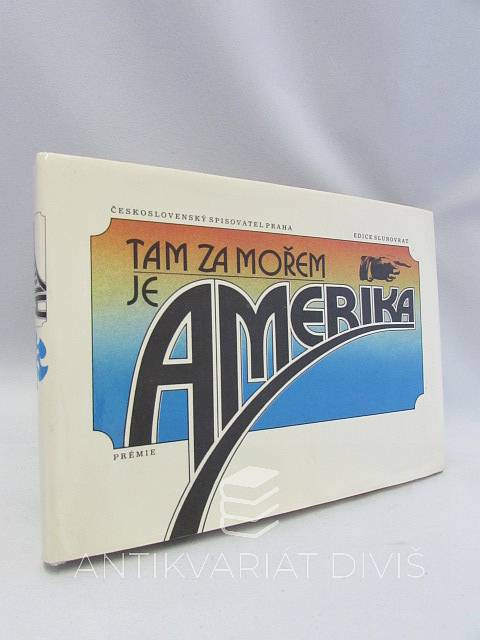 ČESKOSLOVENSKÝ SPISOVATEL PRAHA
EDICE SLUNOVRAT
TAM ZA MOŘEM
JE
AMERIKA
PRÉMIE
ANTIKVARIÁT DIVIŠ